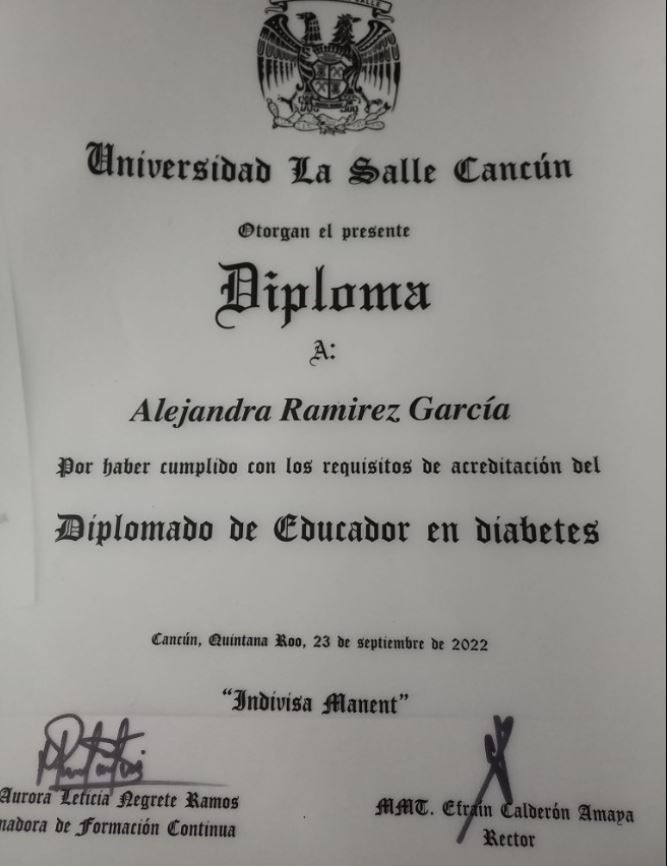 Universidad La Salle Cancún
Otorgan el presente
Diploma
A:
Alejandra Ramirez García
Por haber cumplido con los requisitos de acreditación del
Diplomado de Educador en diabetes
Cancún, Quintana Roo, 23 de septiembre de 2022
“Indivisa Manent”
Aurora Leticia Negrete Ramos
nadora de Formación Continua
MMT. Efraín Calderón Amaya
Rector